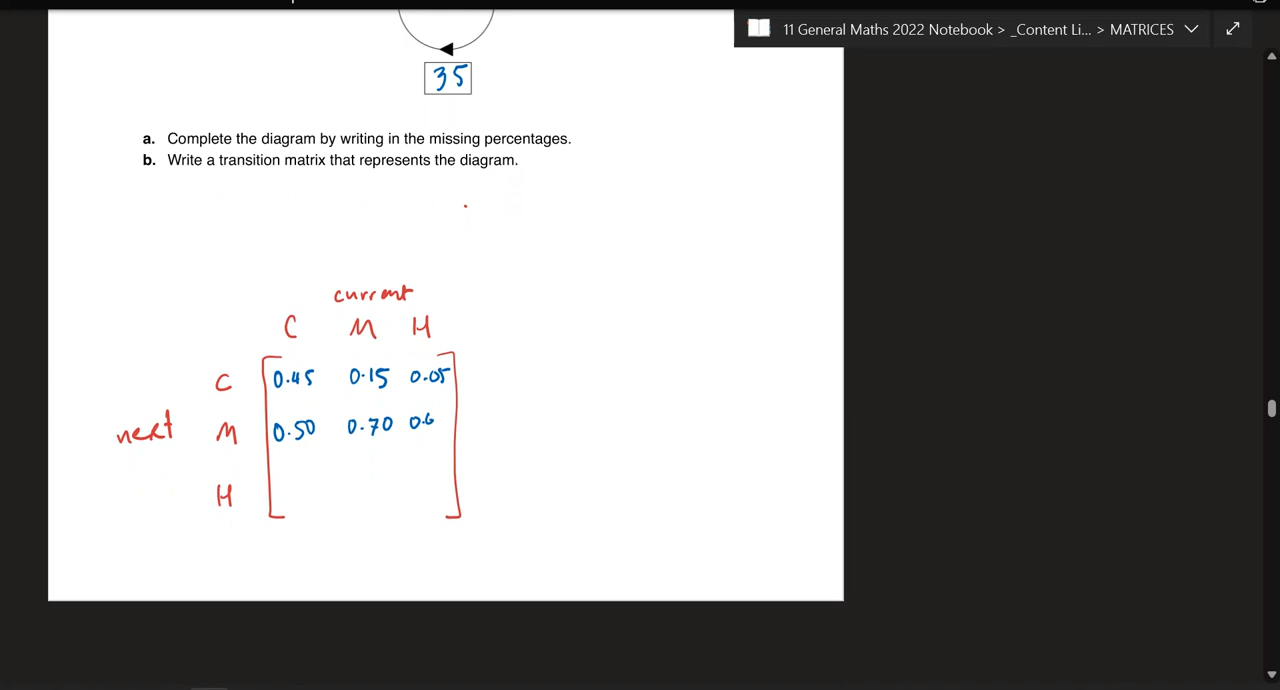 11 General Maths 2022 Notebook > _Content Li... > MATRICES
35
a. Complete the diagram by writing in the missing percentages.
b. Write a transition matrix that represents the diagram.
current
C M H
C 0.45 0.15 0.05
next M 0.50 0.70 0.6
H